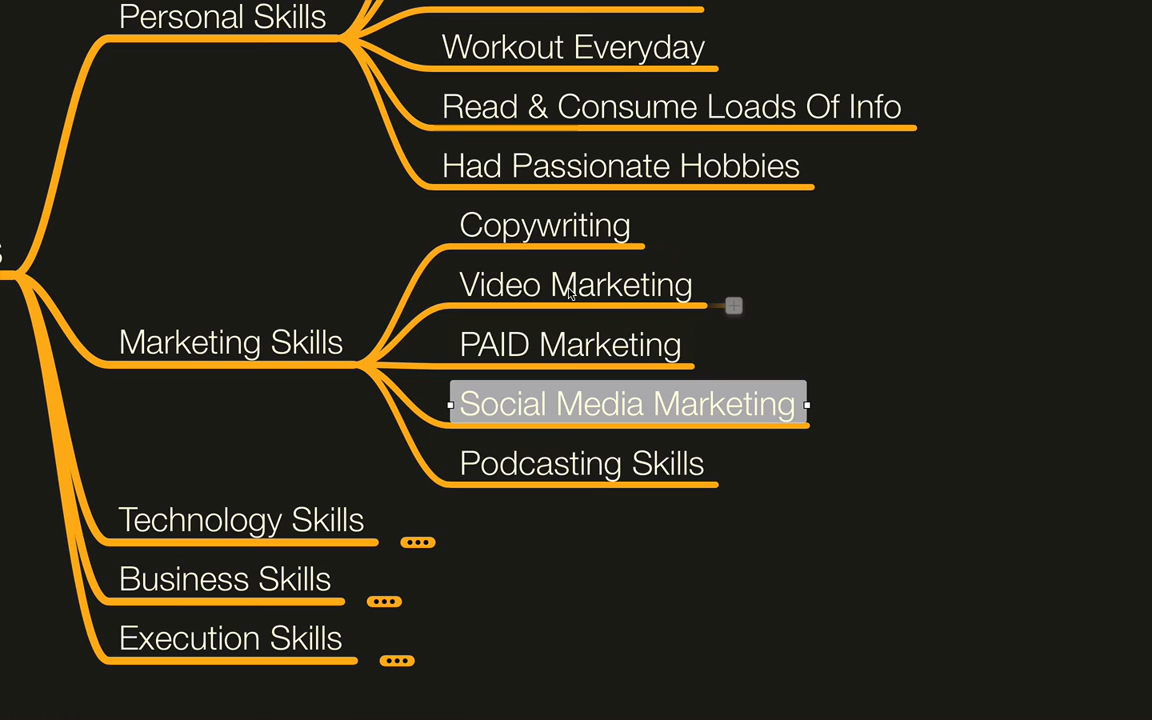 Personal Skills
Workout Everyday
Read & Consume Loads Of Info
Had Passionate Hobbies
Marketing Skills
Copywriting
Video Marketing
PAID Marketing
Social Media Marketing
Podcasting Skills
Technology Skills
Business Skills
Execution Skills